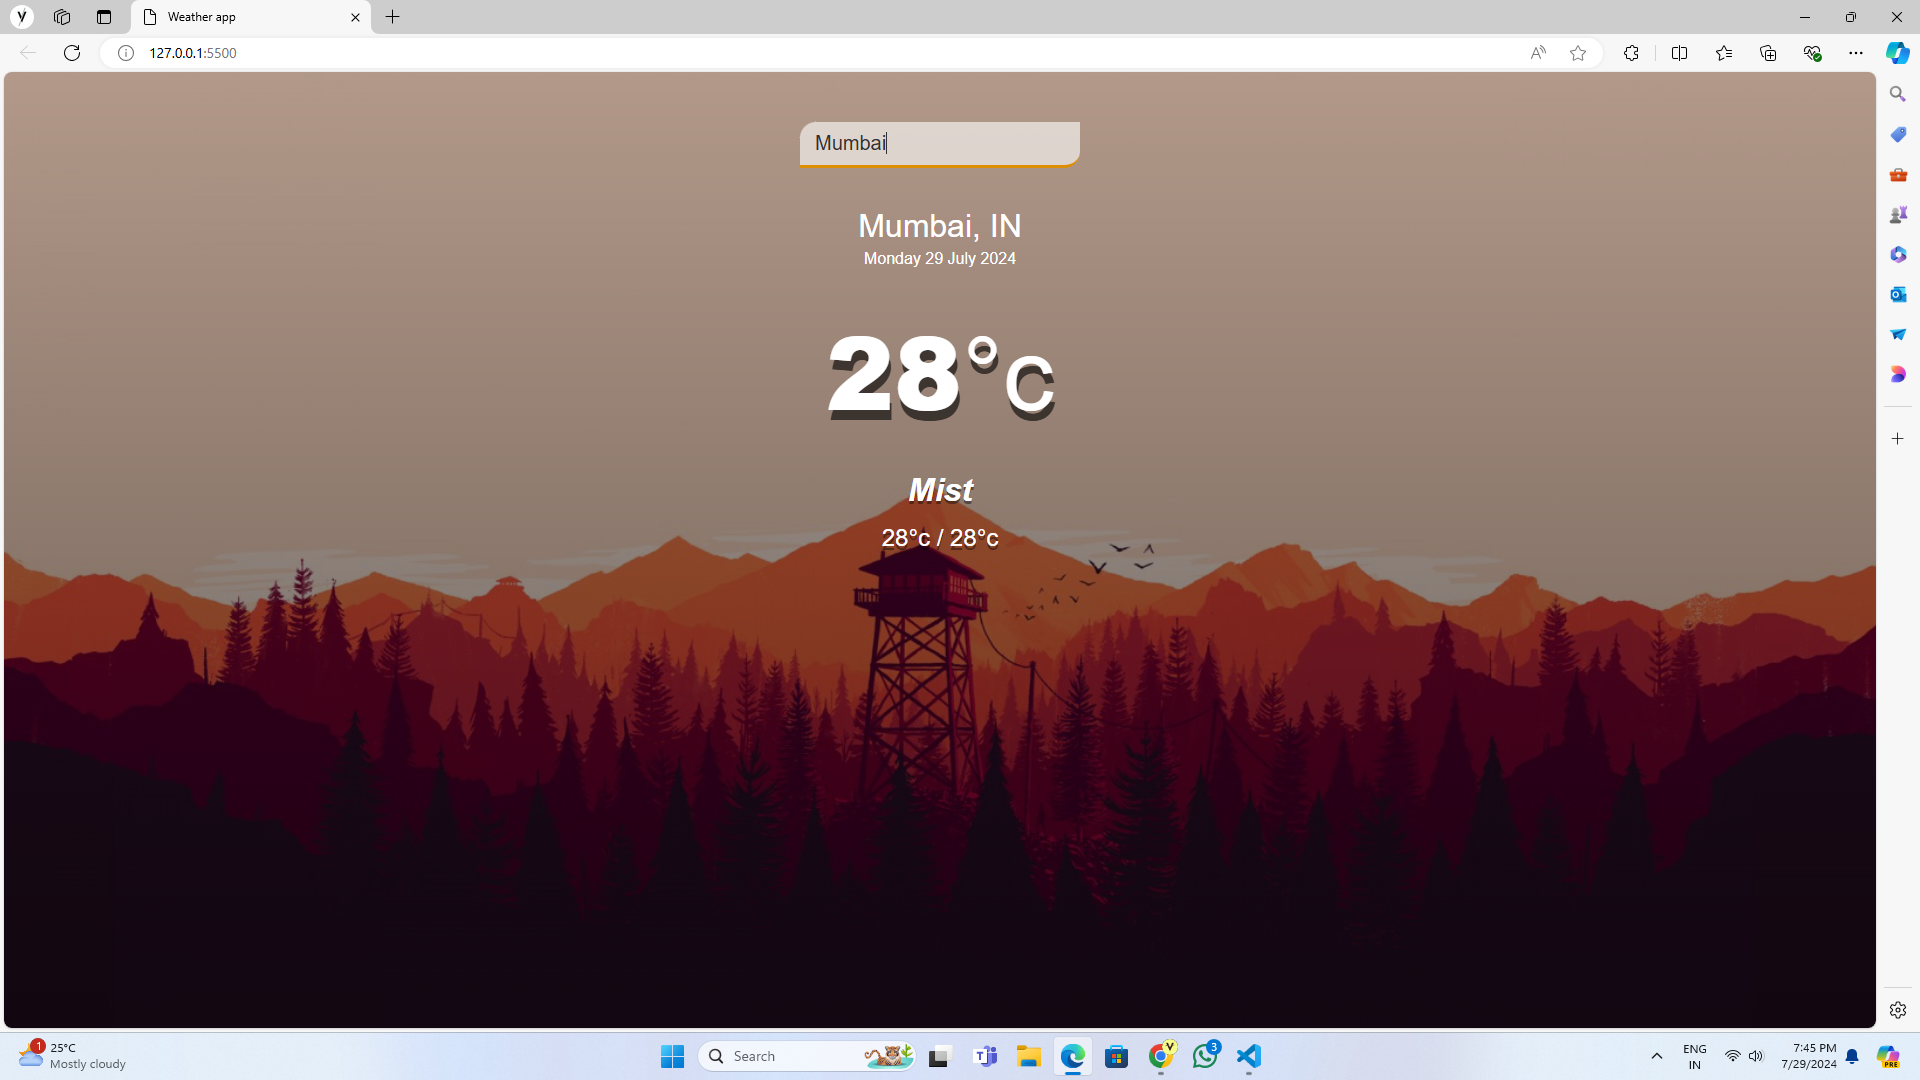 Weather app
127.0.0.1:5500
Mumbai
Mumbai, IN
Monday 29 July 2024
28°c
Mist
28°c / 28°c
1
25°C
Mostly cloudy
Search
3
ENG
IN
7:45 PM
7/29/2024
PRE